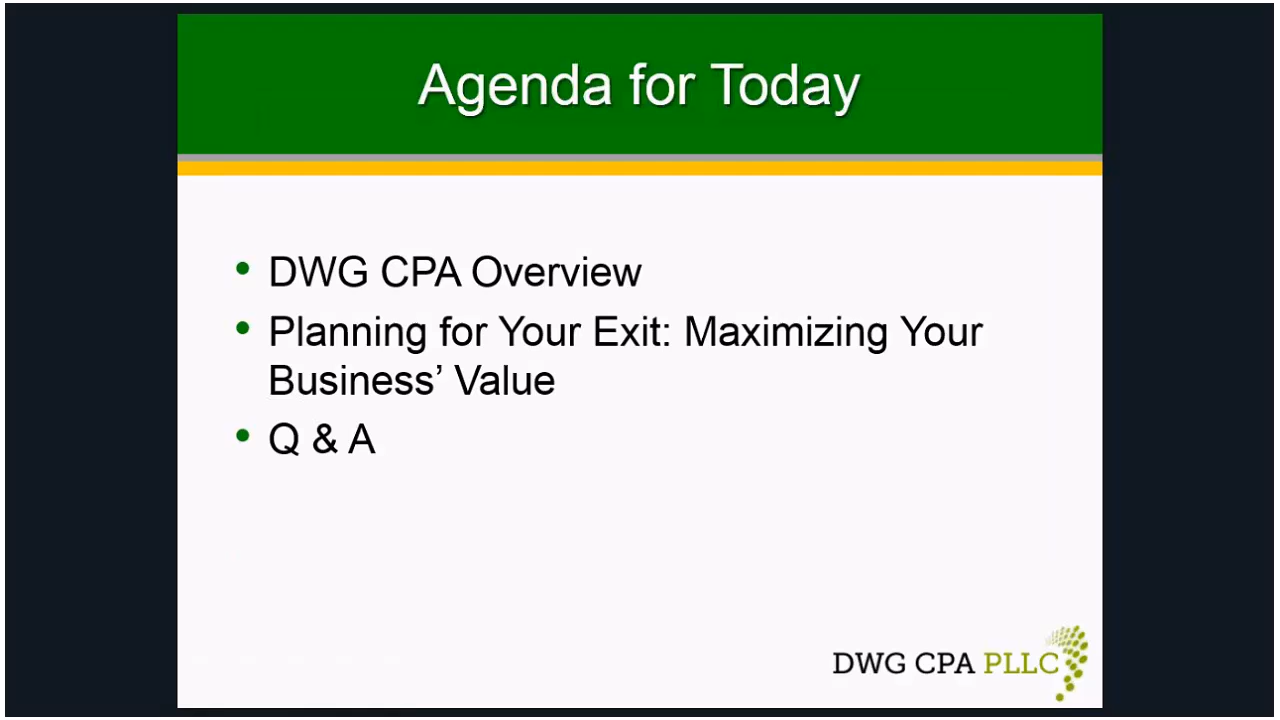 Agenda for Today
• DWG CPA Overview
• Planning for Your Exit: Maximizing Your
Business’ Value
• Q & A
DWG CPA PLLC